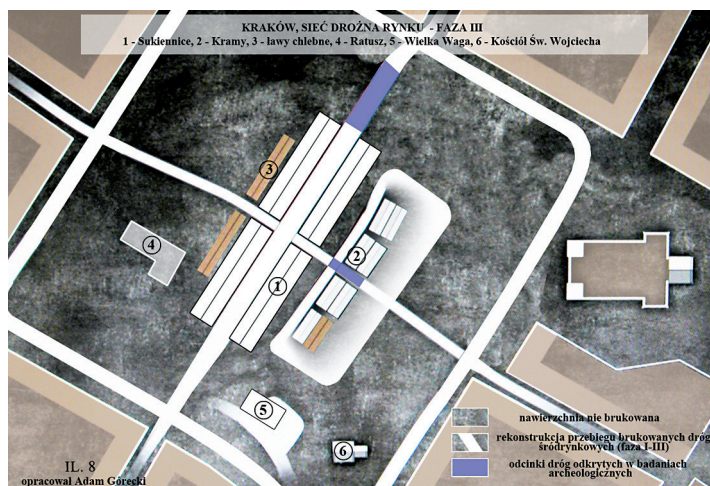 KRAKÓW, SIEĆ DROŻNA RYNKU - FAZA III
1 - Sukiennice, 2 - Kramy, 3 - ławy chlebne, 4 - Ratusz, 5 - Wielka Waga, 6 - Kościół Św. Wojciecha
3
4
2
1
5
6
nawierzchnia nie brukowana
rekonstrukcja przebiegu brukowanych dróg
śródrynkowych (faza I-III)
odcinki dróg odkrytych w badaniach
archeologicznych
IL. 8
opracował Adam Górecki